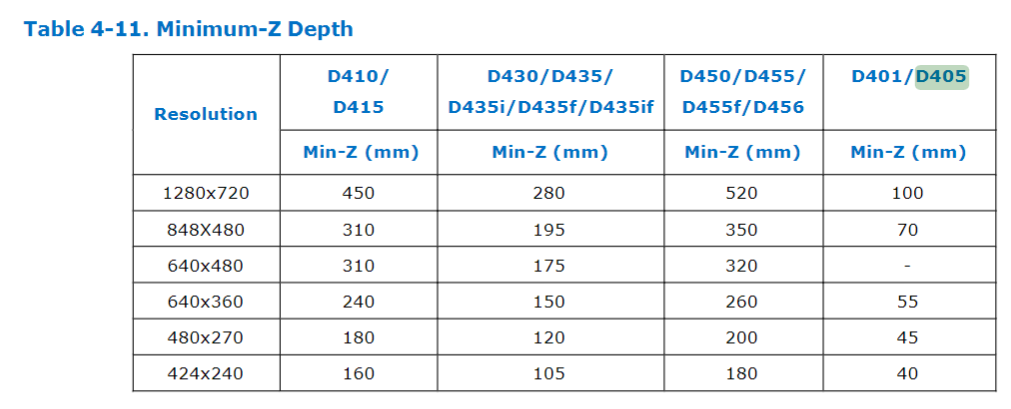 Table 4-11. Minimum-Z Depth
Resolution D410/ D415 D430/D435/ D435i/D435f/D435if D450/D455/ D455f/D456 D401/D405
Min-Z (mm) Min-Z (mm) Min-Z (mm) Min-Z (mm)
1280x720 450 280 520 100
848X480 310 195 350 70
640x480 310 175 320 -
640x360 240 150 260 55
480x270 180 120 200 45
424x240 160 105 180 40